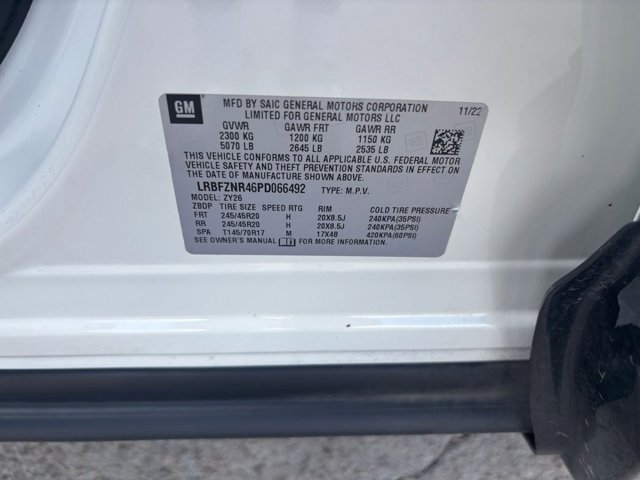 GM
MFD BY SAIC GENERAL MOTORS CORPORATION 11/22
LIMITED FOR GENERAL MOTORS LLC
GVWR GAWR FRT GAWR RR
2300 KG 1200 KG 1150 KG
5070 LB 2645 LB 2535 LB
THIS VEHICLE CONFORMS TO ALL APPLICABLE U.S. FEDERAL MOTOR
VEHICLE SAFETY AND THEFT PREVENTION STANDARDS IN EFFECT ON
THE DATE OF MANUFACTURE SHOWN ABOVE.
LRBFZNR46PD066492 TYPE: M.P.V.
MODEL: ZY26
ZBDP TIRE SIZE SPEED RTG RIM COLD TIRE PRESSURE
FRT 245/45R20 H 20X8.5J 240KPA(35PSI)
RR 245/45R20 H 20X8.5J 240KPA(35PSI)
SPA T145/70R17 M 17X4B 420KPA(60PSI)
SEE OWNER'S MANUAL FOR MORE INFORMATION.